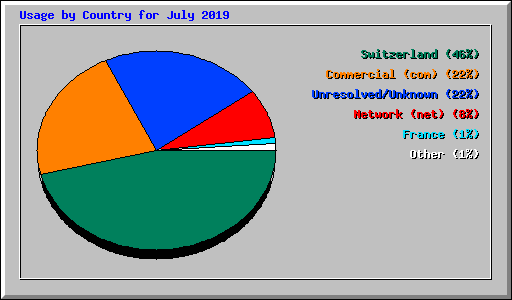 Usage by Country for July 2019
Switzerland (46%)
Commercial (com) (22%)
Unresolved/Unknown (22%)
Network (net) (8%)
France (1%)
Other (1%)